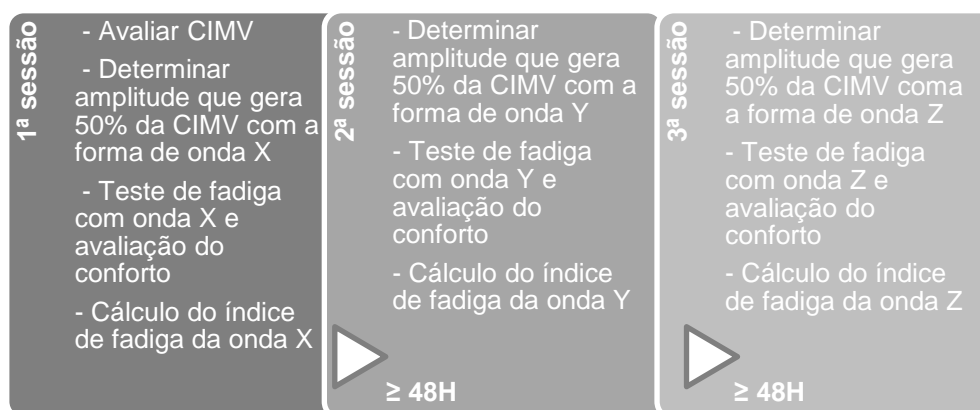 1ª sessão
- Avaliar CIMV
- Determinar
amplitude que gera
50% da CIMV com a
forma de onda X
- Teste de fadiga
com onda X e
avaliação do
conforto
- Cálculo do índice
de fadiga da onda X
2ª sessão
- Determinar
amplitude que gera
50% da CIMV com a
forma de onda Y
- Teste de fadiga
com onda Y e
avaliação do
conforto
- Cálculo do índice
de fadiga da onda Y
≥ 48H
3ª sessão
- Determinar
amplitude que gera
50% da CIMV coma
a forma de onda Z
- Teste de fadiga
com onda Z e
avaliação do
conforto
- Cálculo do índice
de fadiga da onda Z
≥ 48H